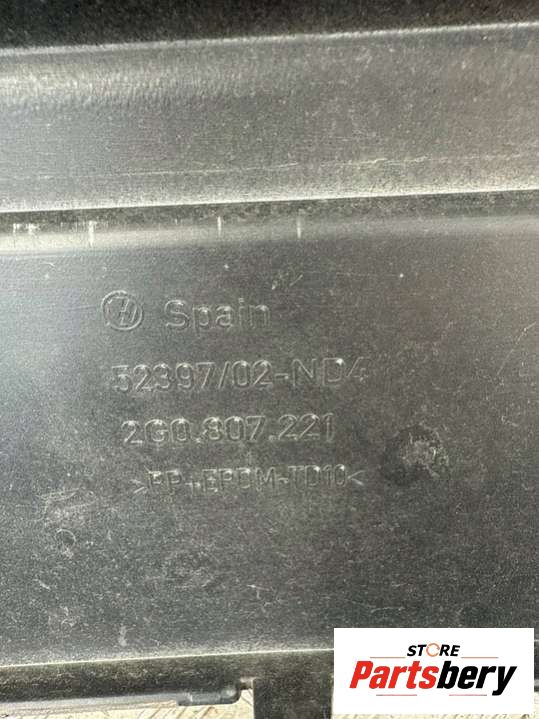 Spain
52397/02-ND4
2G0.807.221
>PP+EPDM-TD10<
STORE
Partsbery